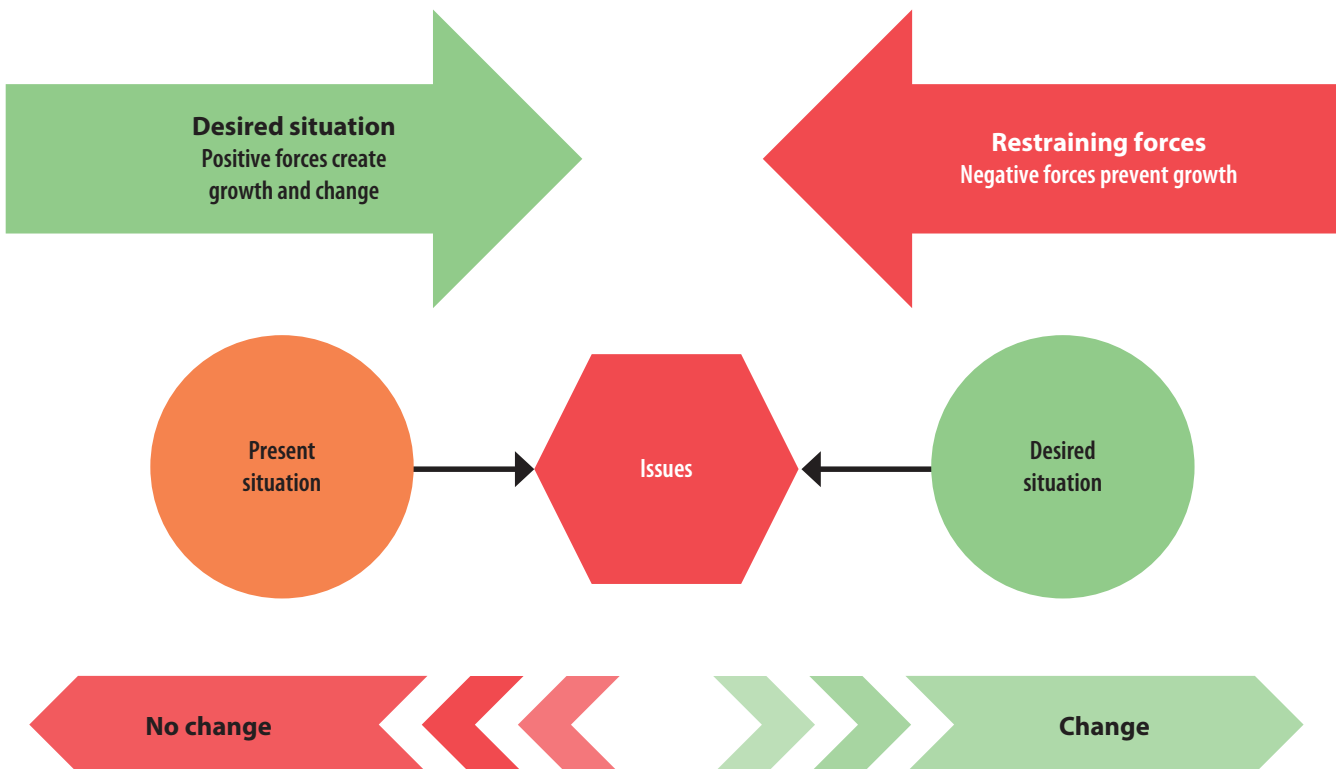 Desired situation
Positive forces create
growth and change
Restraining forces
Negative forces prevent growth
Present
situation
Issues
Desired
situation
No change
Change